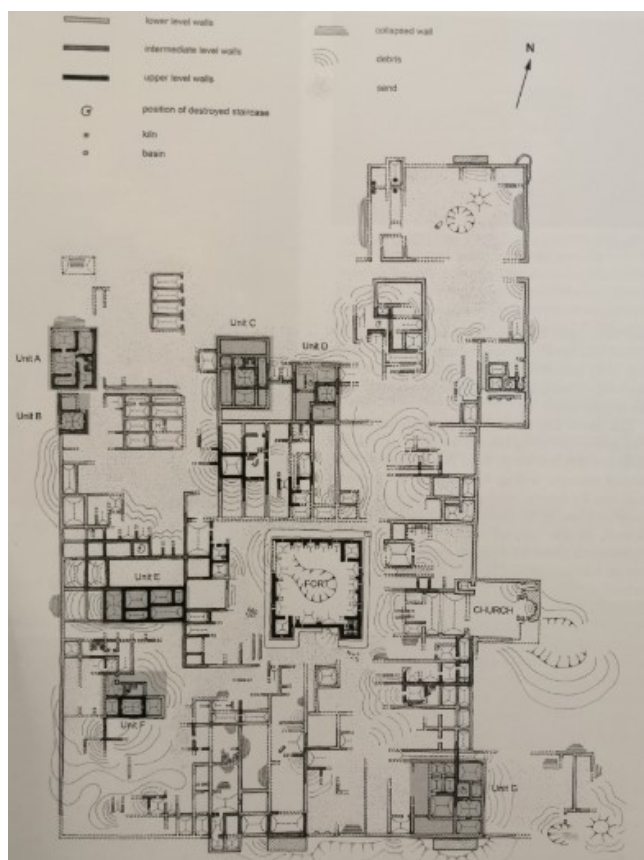 lower level walls
intermediate level walls
upper level walls
position of destroyed staircase
kiln
basin
collapsed wall
debris
sand
N
Unit C
Unit D
Unit A
Unit B
Unit E
FORT
CHURCH
Unit F
Unit G